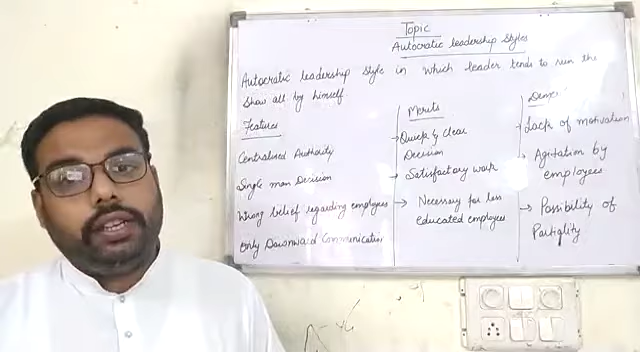 Topic
Autocratic leadership Styles
Autocratic leadership style in which leader tends to run the
Show all by himself
Features
Centralised Authority
Single man Decision
Wrong belief regarding employees
Only Downward Communication
Merits
→ Quick & clear
Decision
→ Satisfactory work
→ Necessary for less
educated employees
Lack of motivation
→ Agitation by
employees
→ Possibility of
Partiality